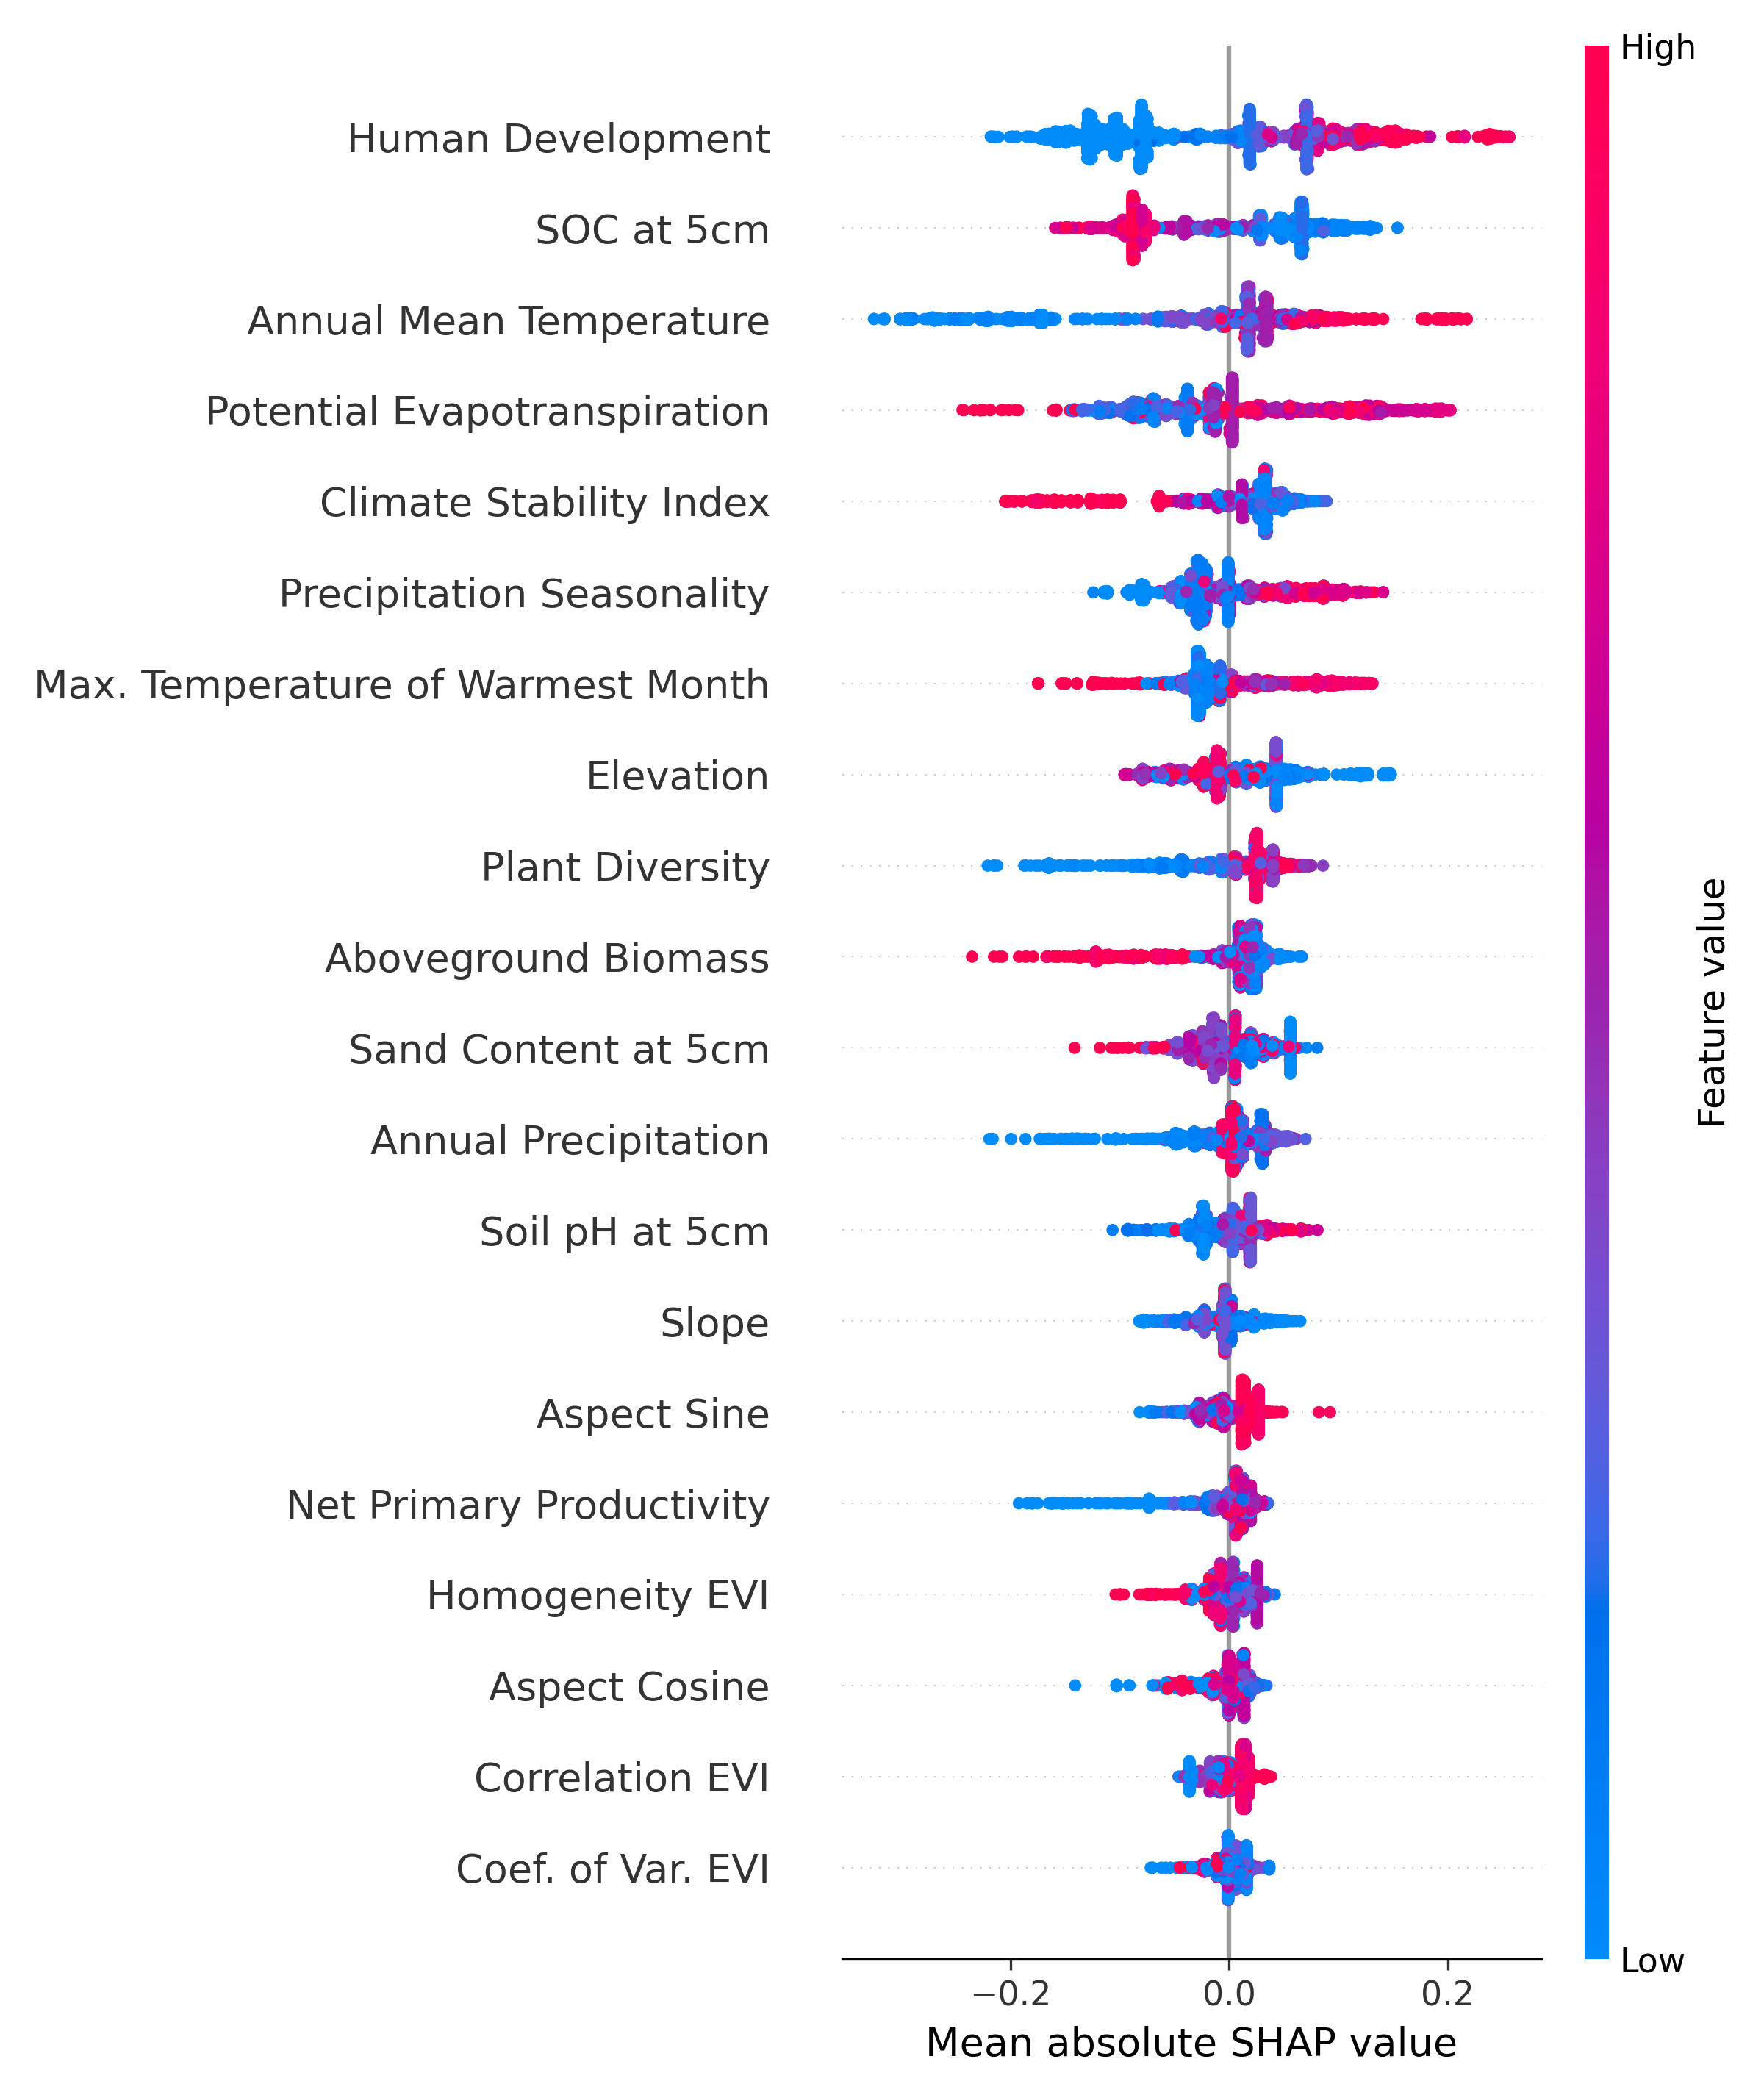 High
Human Development
SOC at 5cm
Annual Mean Temperature
Potential Evapotranspiration
Climate Stability Index
Precipitation Seasonality
Max. Temperature of Warmest Month
Elevation
Plant Diversity
Aboveground Biomass
Sand Content at 5cm
Annual Precipitation
Soil pH at 5cm
Slope
Aspect Sine
Net Primary Productivity
Homogeneity EVI
Aspect Cosine
Correlation EVI
Coef. of Var. EVI
Feature value
Low
−0.2 0.0 0.2
Mean absolute SHAP value